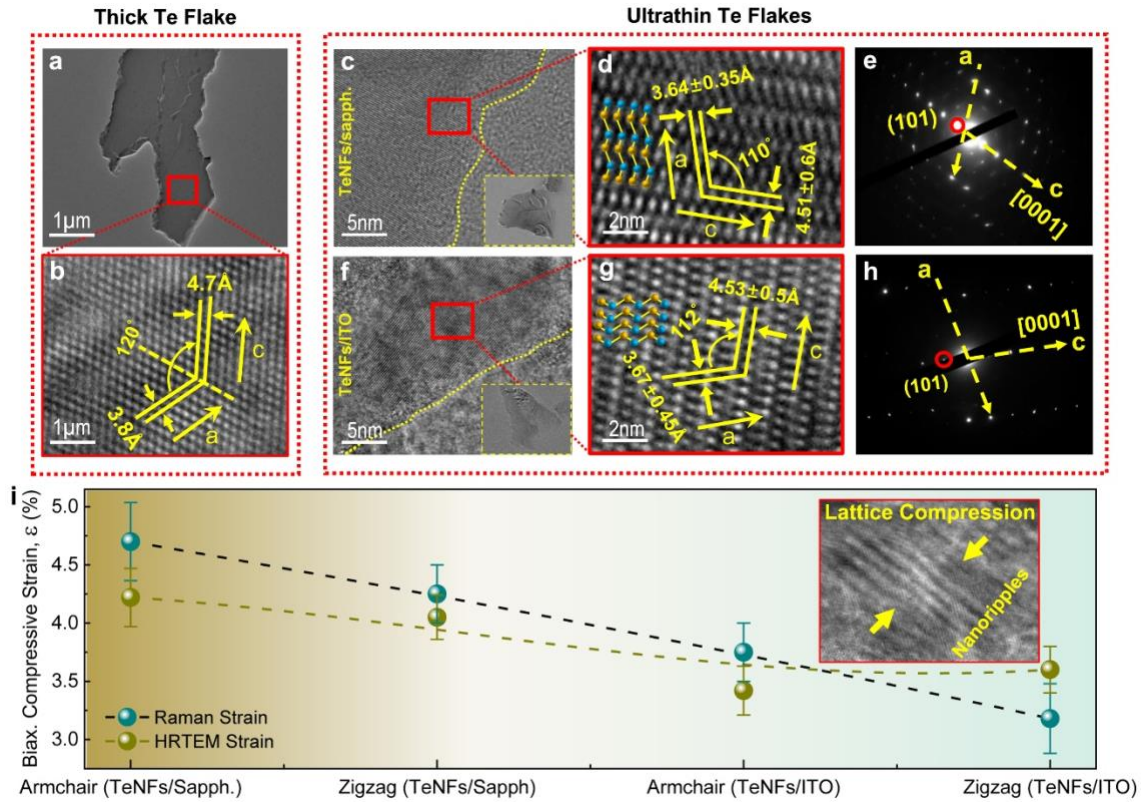 Thick Te Flake
Ultrathin Te Flakes
a
1μm
b
4.7Å
120°
c
3.8Å
a
1μm
c
TeNFs/sapph.
5nm
d
3.64±0.35Å
a
110°
4.51±0.6Å
c
2nm
e
a
(101)
c
[0001]
f
TeNFs/ITO
5nm
g
4.53±0.5Å
112°
c
3.67±0.45Å
a
2nm
h
a
[0001]
c
(101)
i
Biax. Compressive Strain, ε (%)
5.0
4.5
4.0
3.5
3.0
Lattice Compression
Nanoripples
Raman Strain
HRTEM Strain
Armchair (TeNFs/Sapph.)
Zigzag (TeNFs/Sapph)
Armchair (TeNFs/ITO)
Zigzag (TeNFs/ITO)